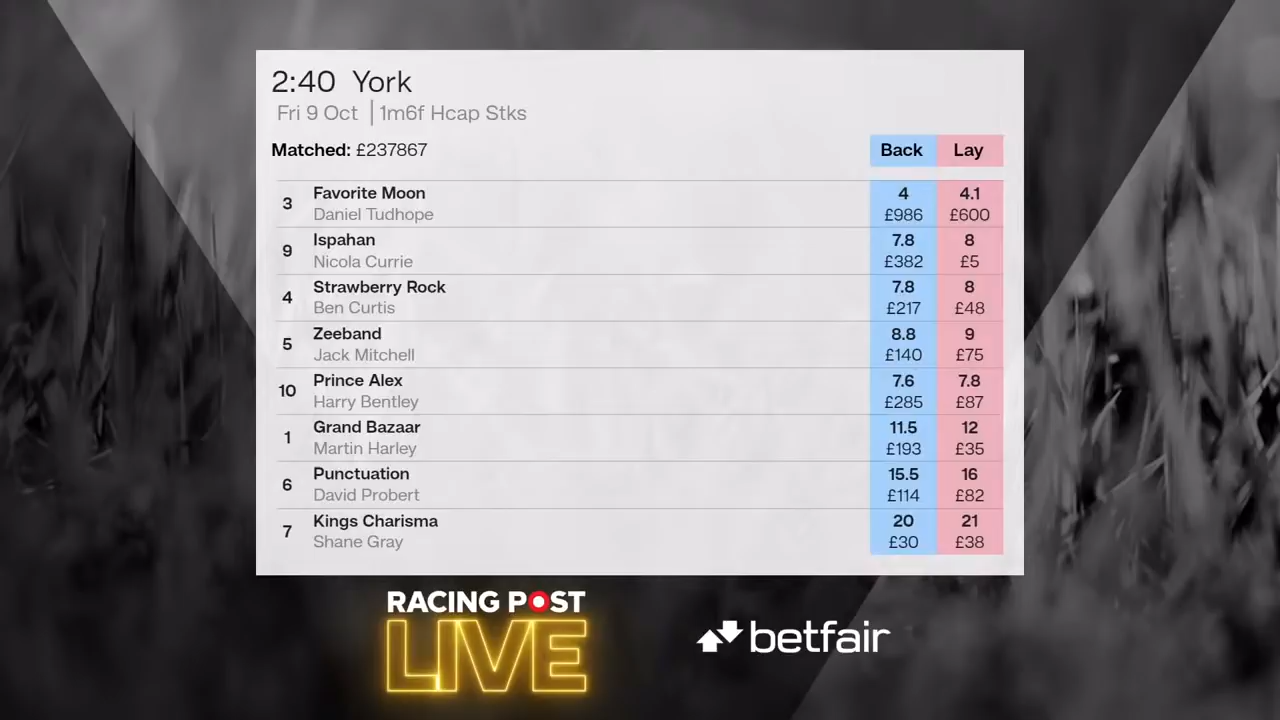 2:40 York
Fri 9 Oct | 1m6f Hcap Stks
Matched: £237867 Back Lay
3 Favorite Moon 4 4.1
Daniel Tudhope £986 £600
9 Ispahan 7.8 8
Nicola Currie £382 £5
4 Strawberry Rock 7.8 8
Ben Curtis £217 £48
5 Zeeband 8.8 9
Jack Mitchell £140 £75
10 Prince Alex 7.6 7.8
Harry Bentley £285 £87
1 Grand Bazaar 11.5 12
Martin Harley £193 £35
6 Punctuation 15.5 16
David Probert £114 £82
7 Kings Charisma 20 21
Shane Gray £30 £38
RACING POST
LIVE
betfair